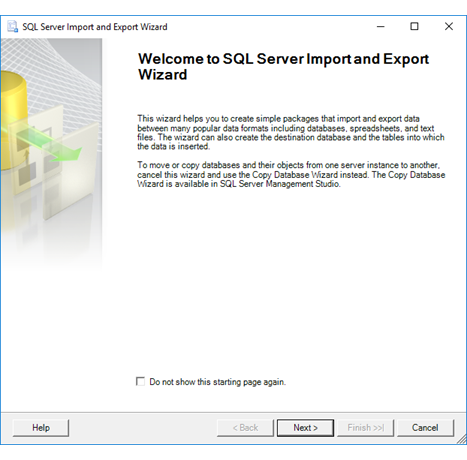 SQL Server Import and Export Wizard
Welcome to SQL Server Import and Export
Wizard
This wizard helps you to create simple packages that import and export data
between many popular data formats including databases, spreadsheets, and text
files. The wizard can also create the destination database and the tables into which
the data is inserted.
To move or copy databases and their objects from one server instance to another,
cancel this wizard and use the Copy Database Wizard instead. The Copy Database
Wizard is available in SQL Server Management Studio.
Do not show this starting page again.
Help
< Back
Next >
Finish >>|
Cancel